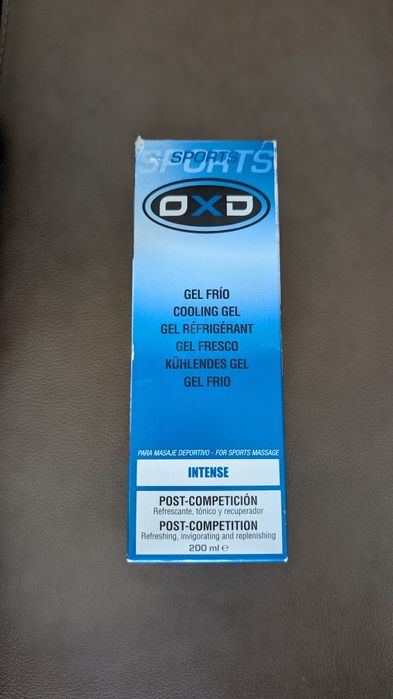 SPORTS
SPORTS
OXD
GEL FRÍO
COOLING GEL
GEL RÉFRIGÉRANT
GEL FRESCO
KÜHLENDES GEL
GEL FRIO
PARA MASAJE DEPORTIVO - FOR SPORTS MASSAGE
INTENSE
POST-COMPETICIÓN
Refrescante, tónico y recuperador
POST-COMPETITION
Refreshing, invigorating and replenishing
200 ml ℮